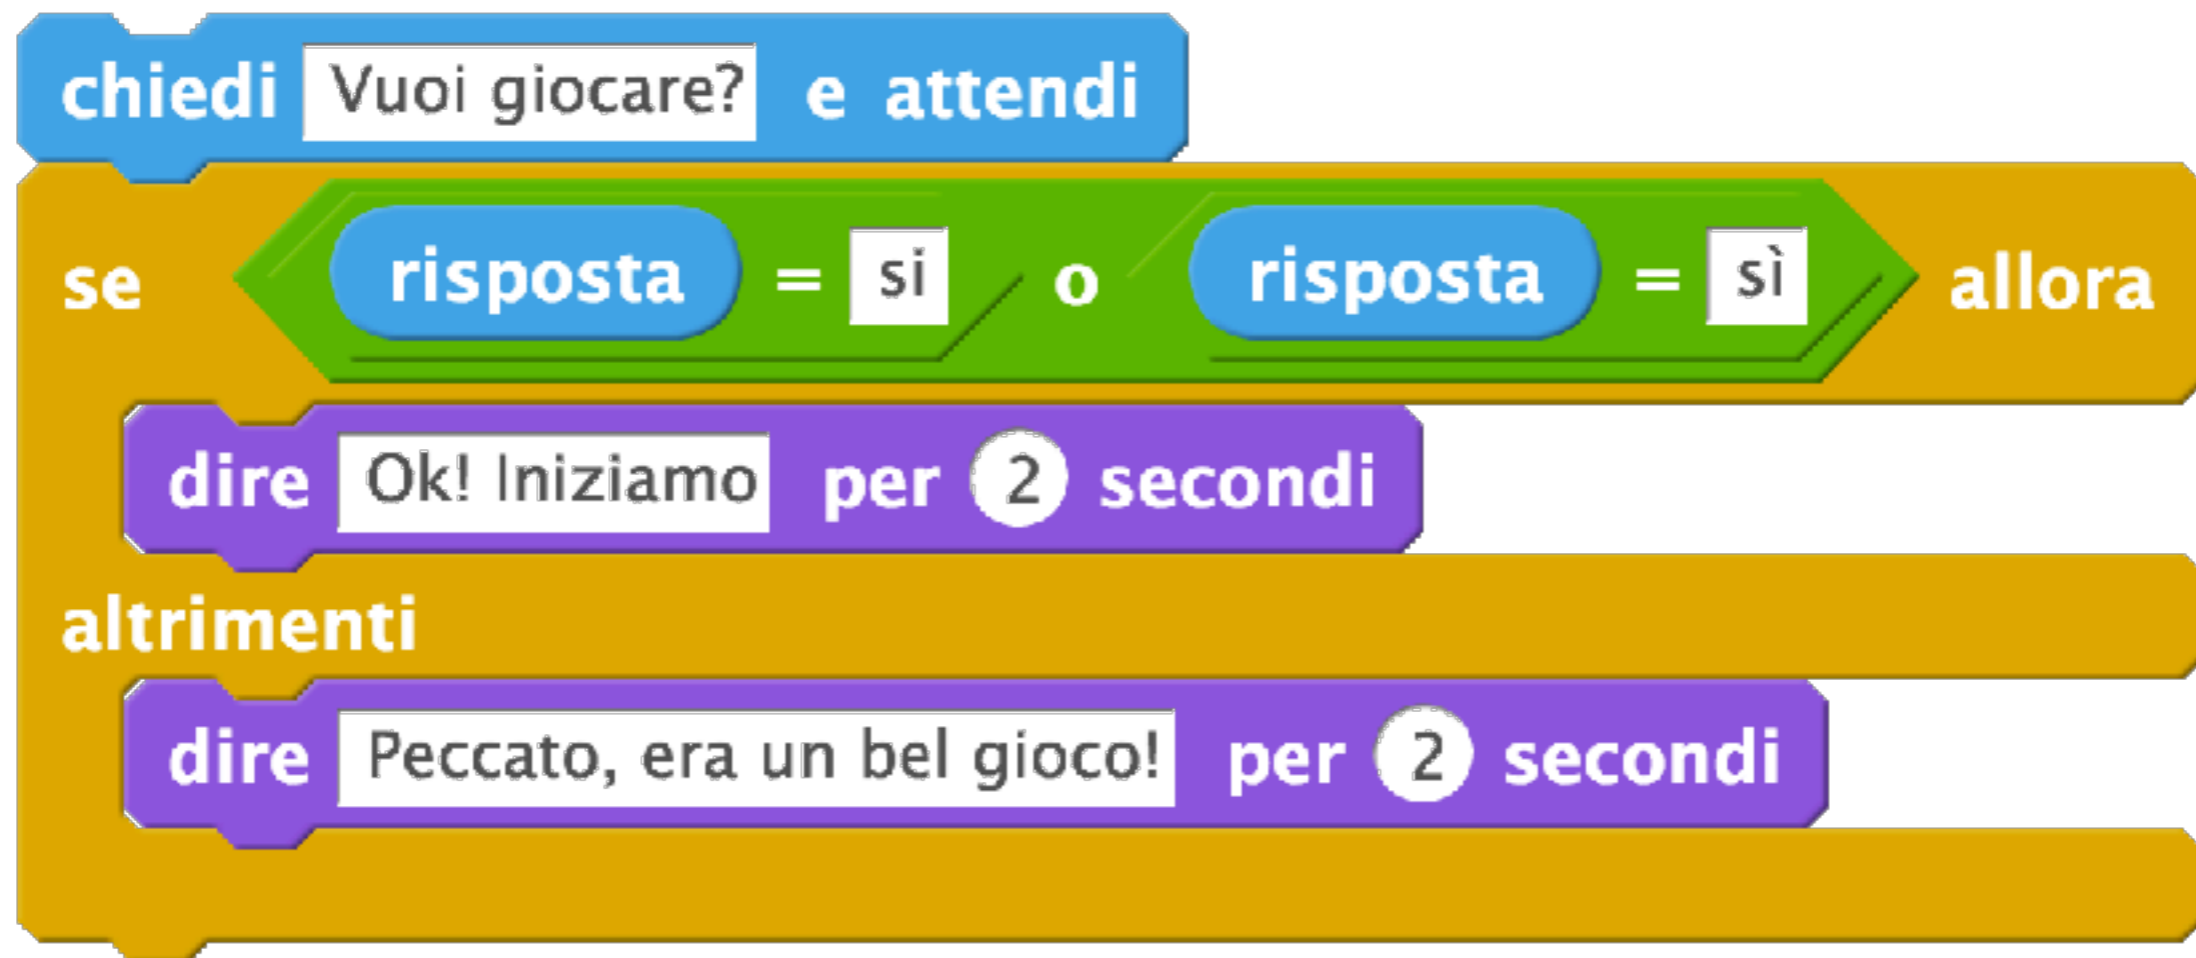 chiedi Vuoi giocare? e attendi
se risposta = si o risposta = sì allora
dire Ok! Iniziamo per 2 secondi
altrimenti
dire Peccato, era un bel gioco! per 2 secondi